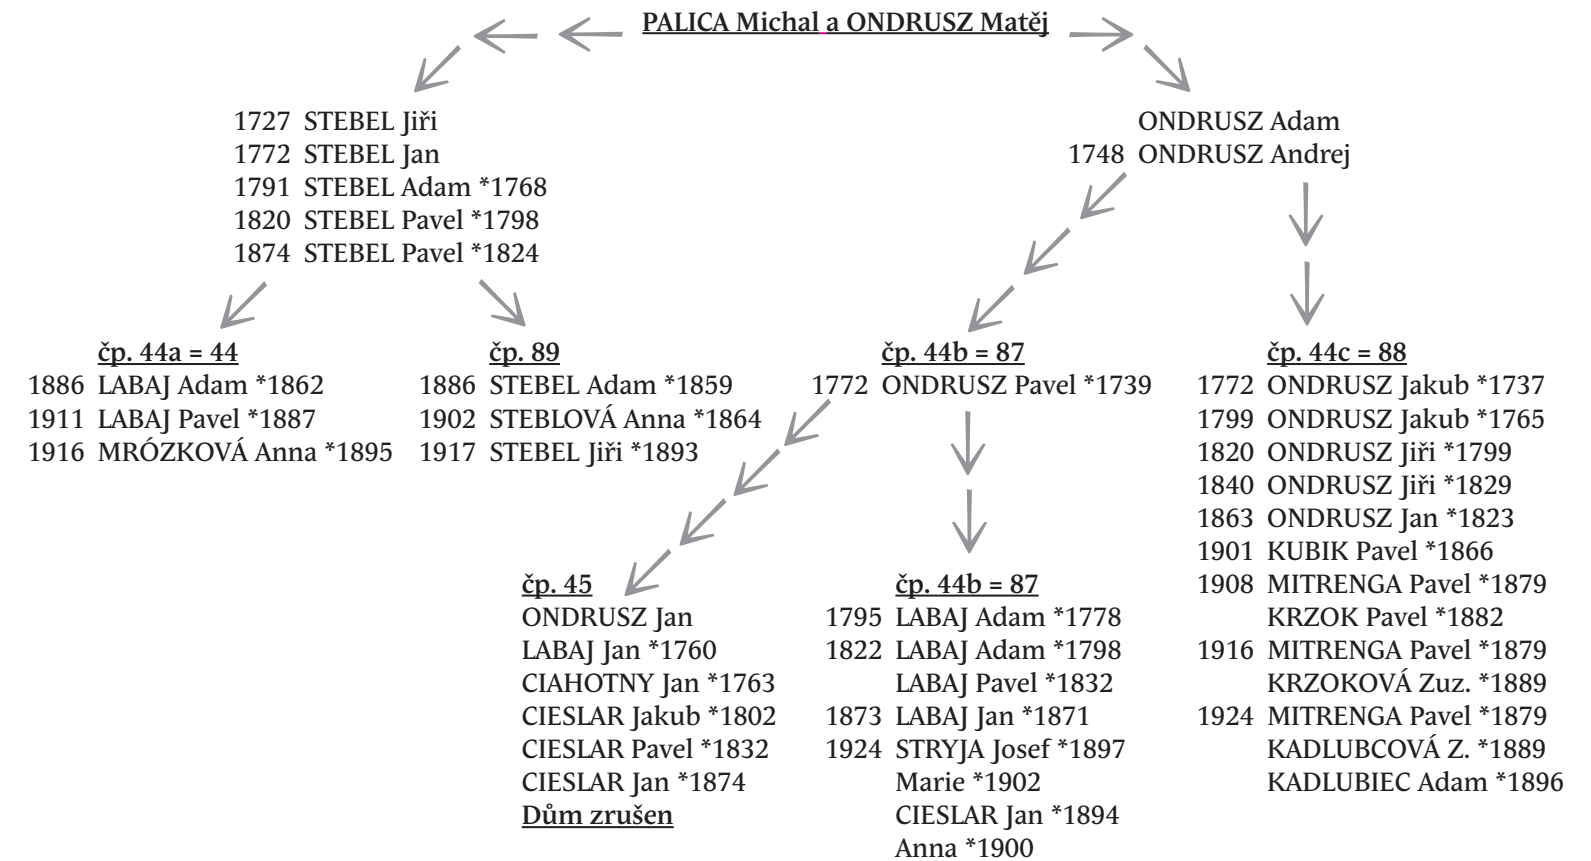 PALICA Michal a ONDRUSZ Matěj
1727 STEBEL Jiři
1772 STEBEL Jan
1791 STEBEL Adam *1768
1820 STEBEL Pavel *1798
1874 STEBEL Pavel *1824
ONDRUSZ Adam
1748 ONDRUSZ Andrej
čp. 44a = 44
1886 LABAJ Adam *1862
1911 LABAJ Pavel *1887
1916 MRÓZKOVÁ Anna *1895
čp. 89
1886 STEBEL Adam *1859
1902 STEBLOVÁ Anna *1864
1917 STEBEL Jiři *1893
čp. 44b = 87
1772 ONDRUSZ Pavel *1739
čp. 44c = 88
1772 ONDRUSZ Jakub *1737
1799 ONDRUSZ Jakub *1765
1820 ONDRUSZ Jiři *1799
1840 ONDRUSZ Jiři *1829
1863 ONDRUSZ Jan *1823
1901 KUBIK Pavel *1866
1908 MITRENGA Pavel *1879
KRZOK Pavel *1882
1916 MITRENGA Pavel *1879
KRZOKOVÁ Zuz. *1889
1924 MITRENGA Pavel *1879
KADLUBCOVÁ Z. *1889
KADLUBIEC Adam *1896
čp. 45
ONDRUSZ Jan
LABAJ Jan *1760
CIAHOTNY Jan *1763
CIESLAR Jakub *1802
CIESLAR Pavel *1832
CIESLAR Jan *1874
Dům zrušen
čp. 44b = 87
1795 LABAJ Adam *1778
1822 LABAJ Adam *1798
LABAJ Pavel *1832
1873 LABAJ Jan *1871
1924 STRYJA Josef *1897
Marie *1902
CIESLAR Jan *1894
Anna *1900